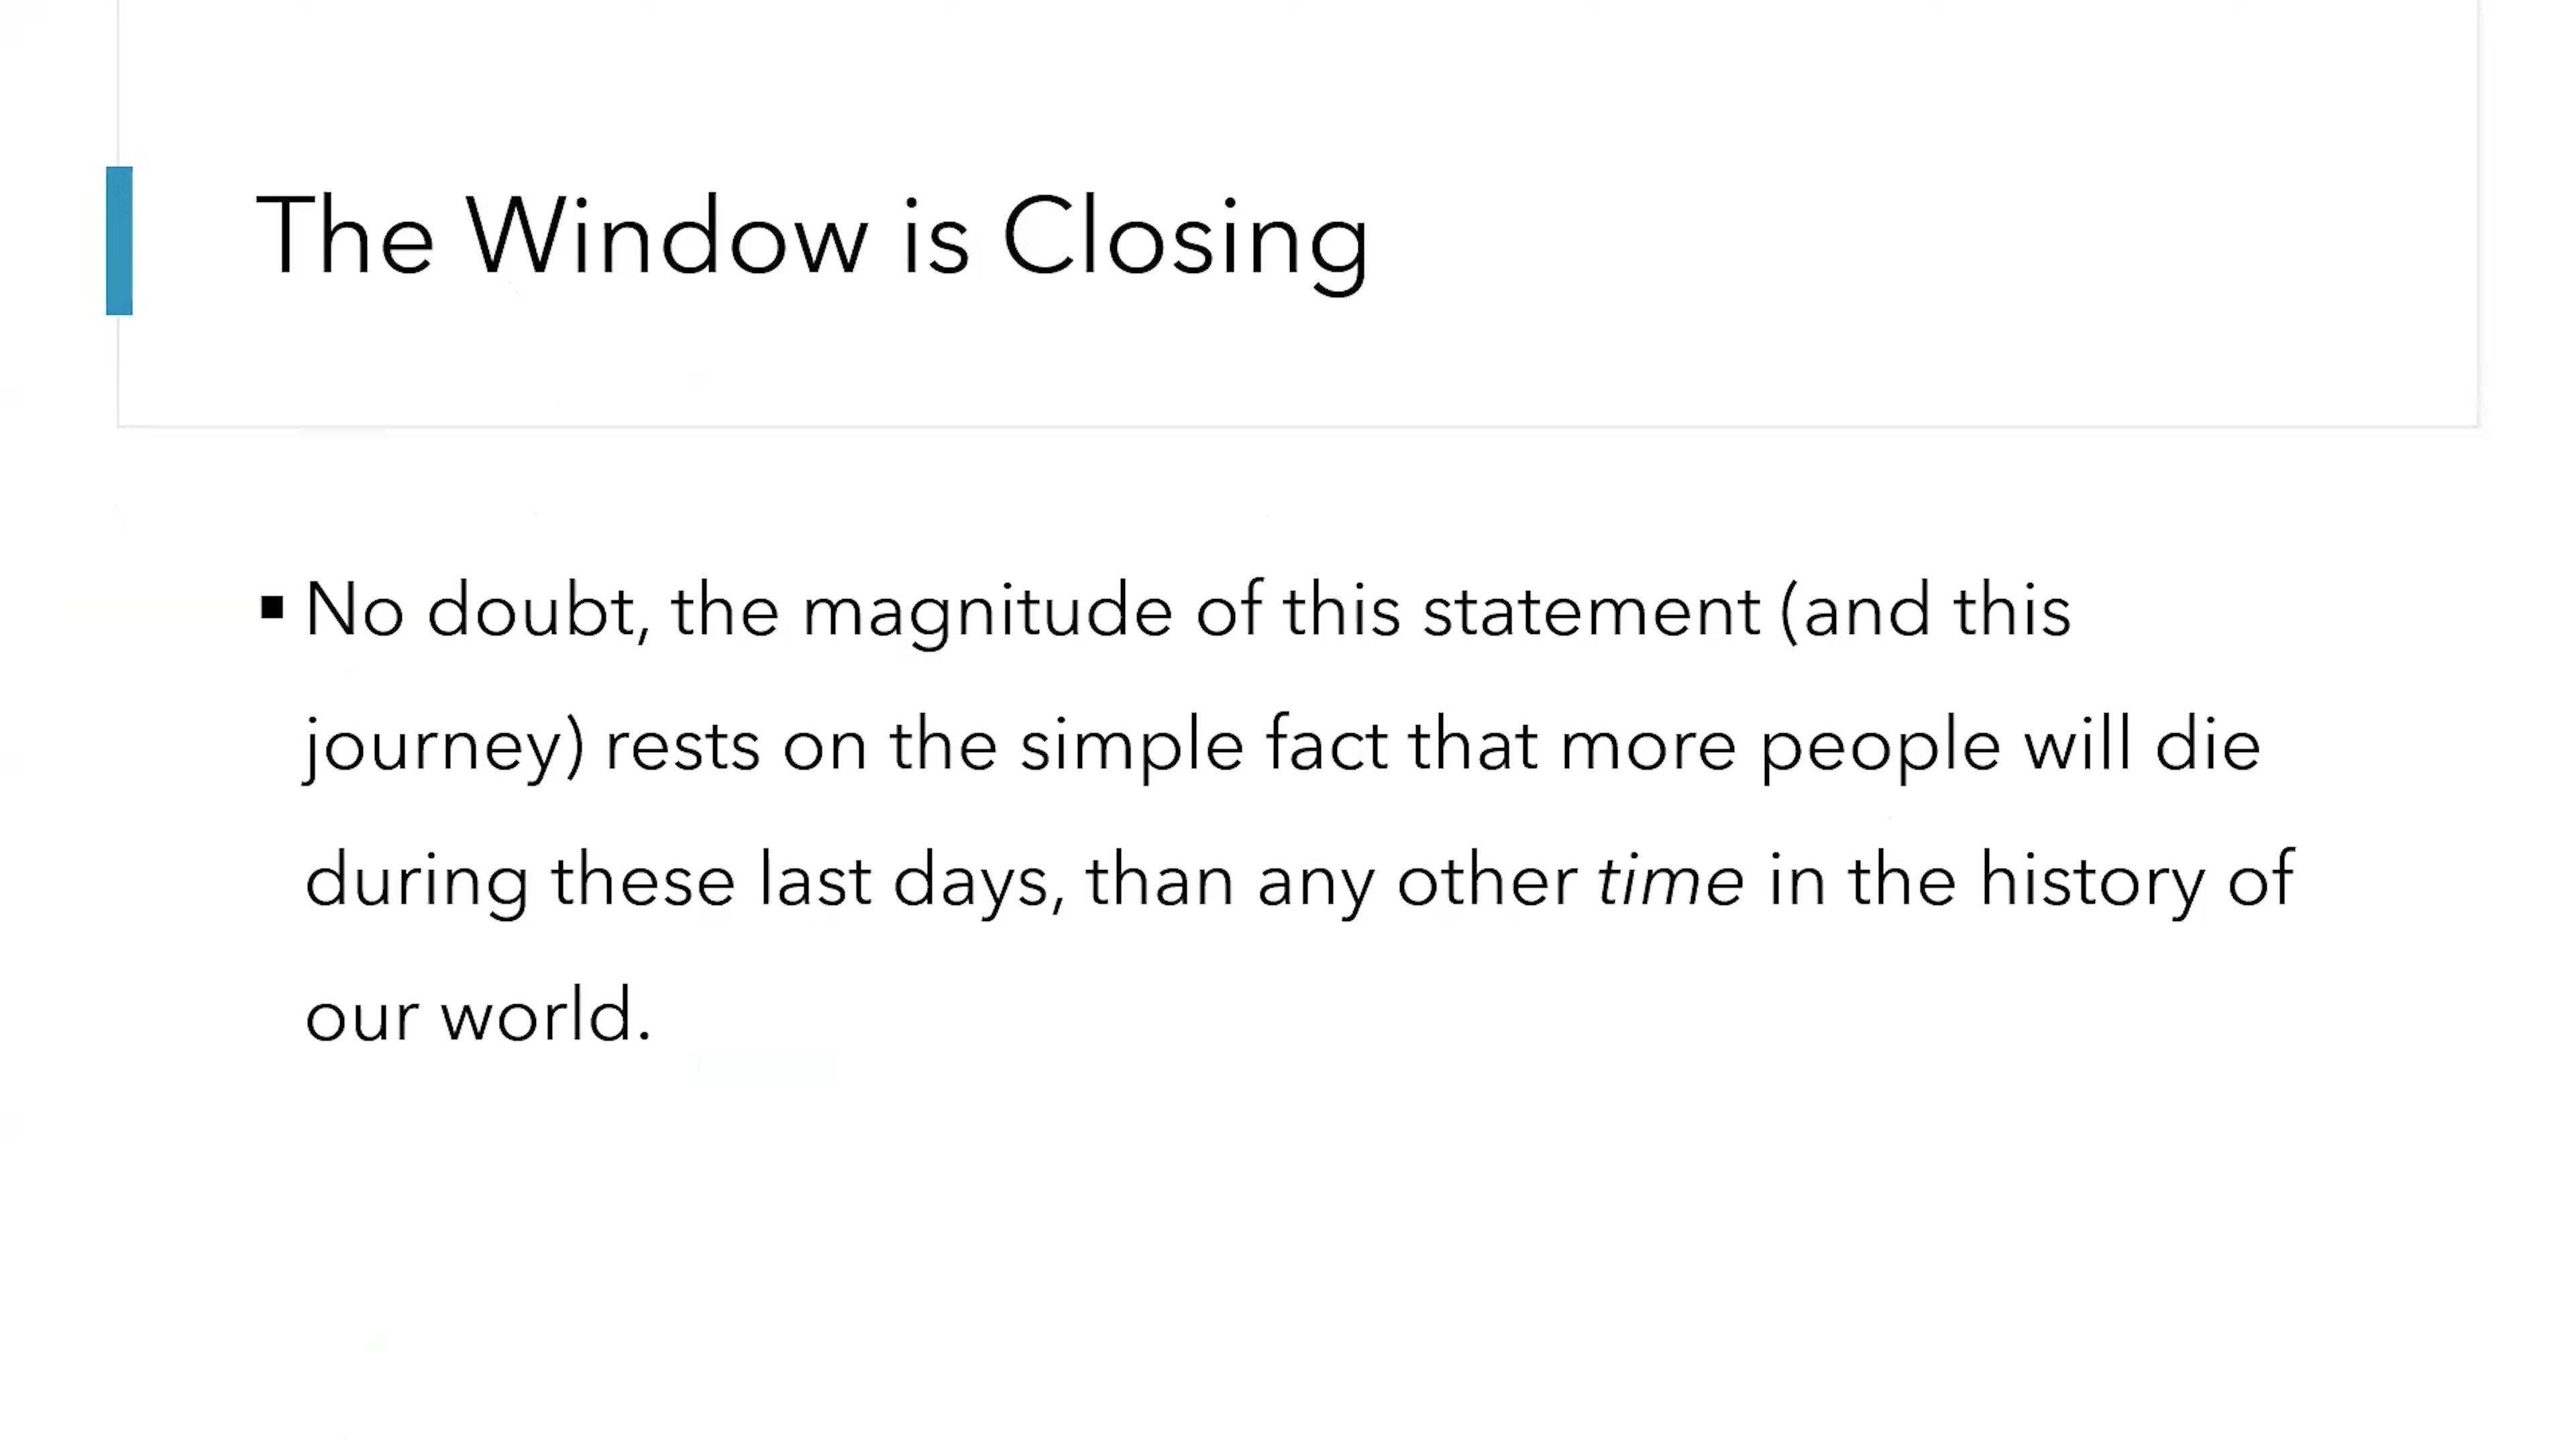 The Window is Closing
▪ No doubt, the magnitude of this statement (and this
journey) rests on the simple fact that more people will die
during these last days, than any other time in the history of
our world.